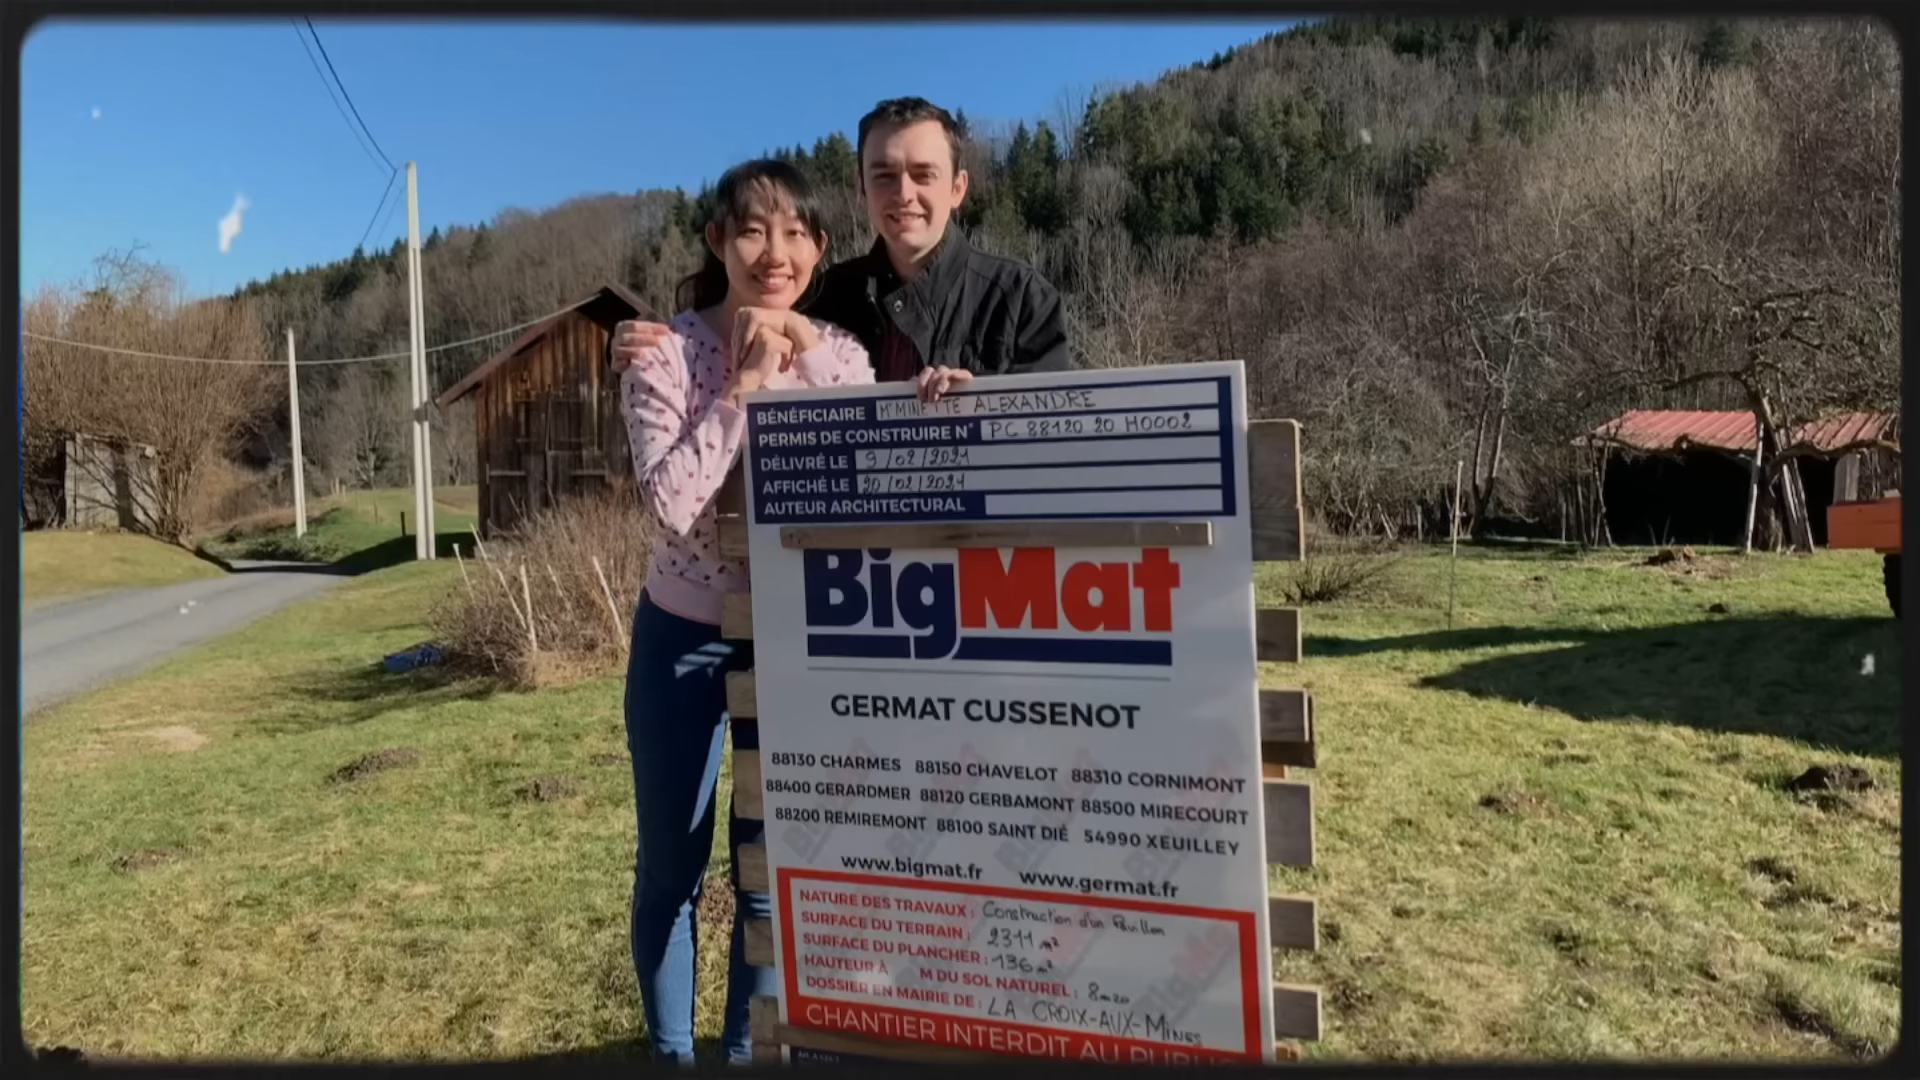 BÉNÉFICIAIRE Mr MINETTE ALEXANDRE
PERMIS DE CONSTRUIRE N° PC 88120 20 H0002
DÉLIVRÉ LE 9/02/2021
AFFICHÉ LE 20/02/2021
AUTEUR ARCHITECTURAL
BigMat
GERMAT CUSSENOT
88130 CHARMES 88150 CHAVELOT 88310 CORNIMONT
88400 GERARDMER 88120 GERBAMONT 88500 MIRECOURT
88200 REMIREMONT 88100 SAINT DIÉ 54990 XEUILLEY
www.bigmat.fr www.germat.fr
NATURE DES TRAVAUX : Construction d'un Pavillon
SURFACE DU TERRAIN : 2311 m²
SURFACE DU PLANCHER : 136 m²
HAUTEUR À M DU SOL NATUREL : 8m20
DOSSIER EN MAIRIE DE : LA CROIX-AUX-MINES
CHANTIER INTERDIT AU PUBLIC